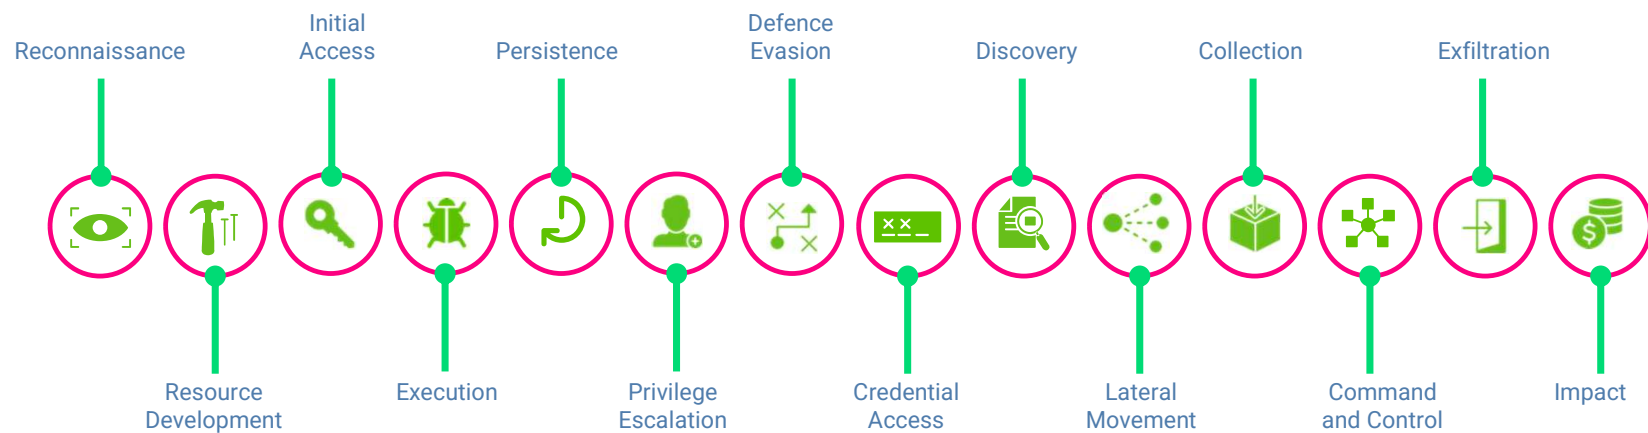 Reconnaissance
Initial
Access
Persistence
Defence
Evasion
Discovery
Collection
Exfiltration
Resource
Development
Execution
Privilege
Escalation
Credential
Access
Lateral
Movement
Command
and Control
Impact